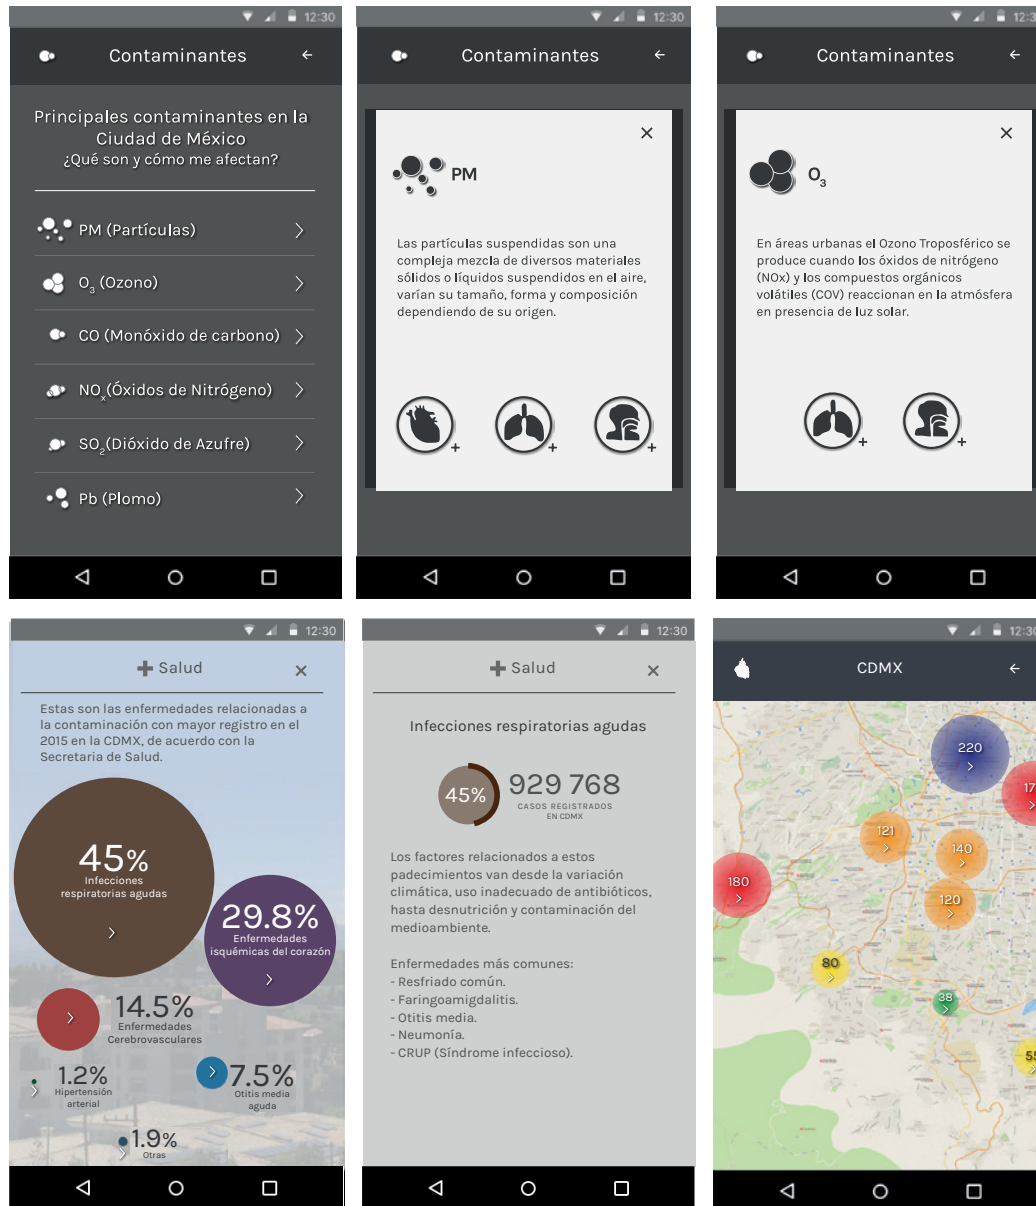 12:30
Contaminantes
Principales contaminantes en la
Ciudad de México
¿Qué son y cómo me afectan?
PM (Partículas)
O3 (Ozono)
CO (Monóxido de carbono)
NOx(Óxidos de Nitrógeno)
SO2(Dióxido de Azufre)
Pb (Plomo)
12:30
Contaminantes
PM
Las partículas suspendidas son una
compleja mezcla de diversos materiales
sólidos o líquidos suspendidos en el aire,
varían su tamaño, forma y composición
dependiendo de su origen.
+ + +
12:30
Contaminantes
O3
En áreas urbanas el Ozono Troposférico se
produce cuando los óxidos de nitrógeno
(NOx) y los compuestos orgánicos
volátiles (COV) reaccionan en la atmósfera
en presencia de luz solar.
+ +
12:30
Salud
Estas son las enfermedades relacionadas a
la contaminación con mayor registro en el
2015 en la CDMX, de acuerdo con la
Secretaria de Salud.
45%
Infecciones
respiratorias agudas
29.8%
Enfermedades
isquémicas del corazón
14.5%
Enfermedades
Cerebrovasculares
1.2%
Hipertensión
arterial
7.5%
Otitis media
aguda
1.9%
Otras
12:30
Salud
Infecciones respiratorias agudas
45%
929 768
CASOS REGISTRADOS
EN CDMX
Los factores relacionados a estos
padecimientos van desde la variación
climática, uso inadecuado de antibióticos,
hasta desnutrición y contaminación del
medioambiente.
Enfermedades más comunes:
- Resfriado común.
- Faringoamigdalitis.
- Otitis media.
- Neumonía.
- CRUP (Síndrome infeccioso).
12:30
CDMX
220
121
140
180
120
80
38
55